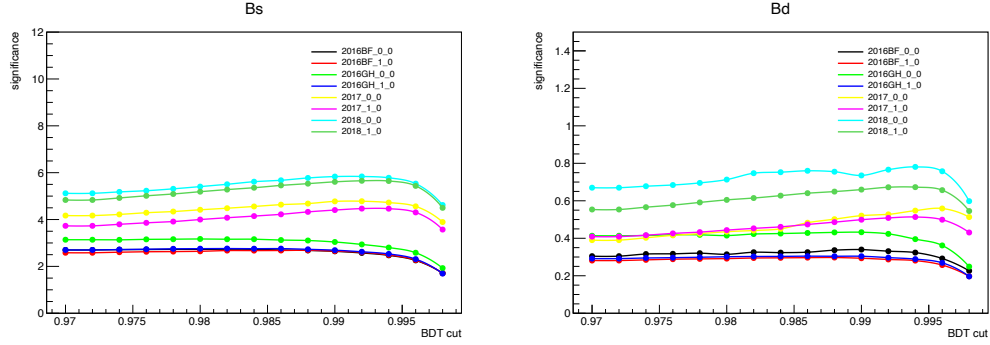 Bs
significance
12
10
8
6
4
2
0
2016BF_0_0
2016BF_1_0
2016GH_0_0
2016GH_1_0
2017_0_0
2017_1_0
2018_0_0
2018_1_0
0.97 0.975 0.98 0.985 0.99 0.995
BDT cut
Bd
significance
1.4
1.2
1
0.8
0.6
0.4
0.2
0
2016BF_0_0
2016BF_1_0
2016GH_0_0
2016GH_1_0
2017_0_0
2017_1_0
2018_0_0
2018_1_0
0.97 0.975 0.98 0.985 0.99 0.995
BDT cut